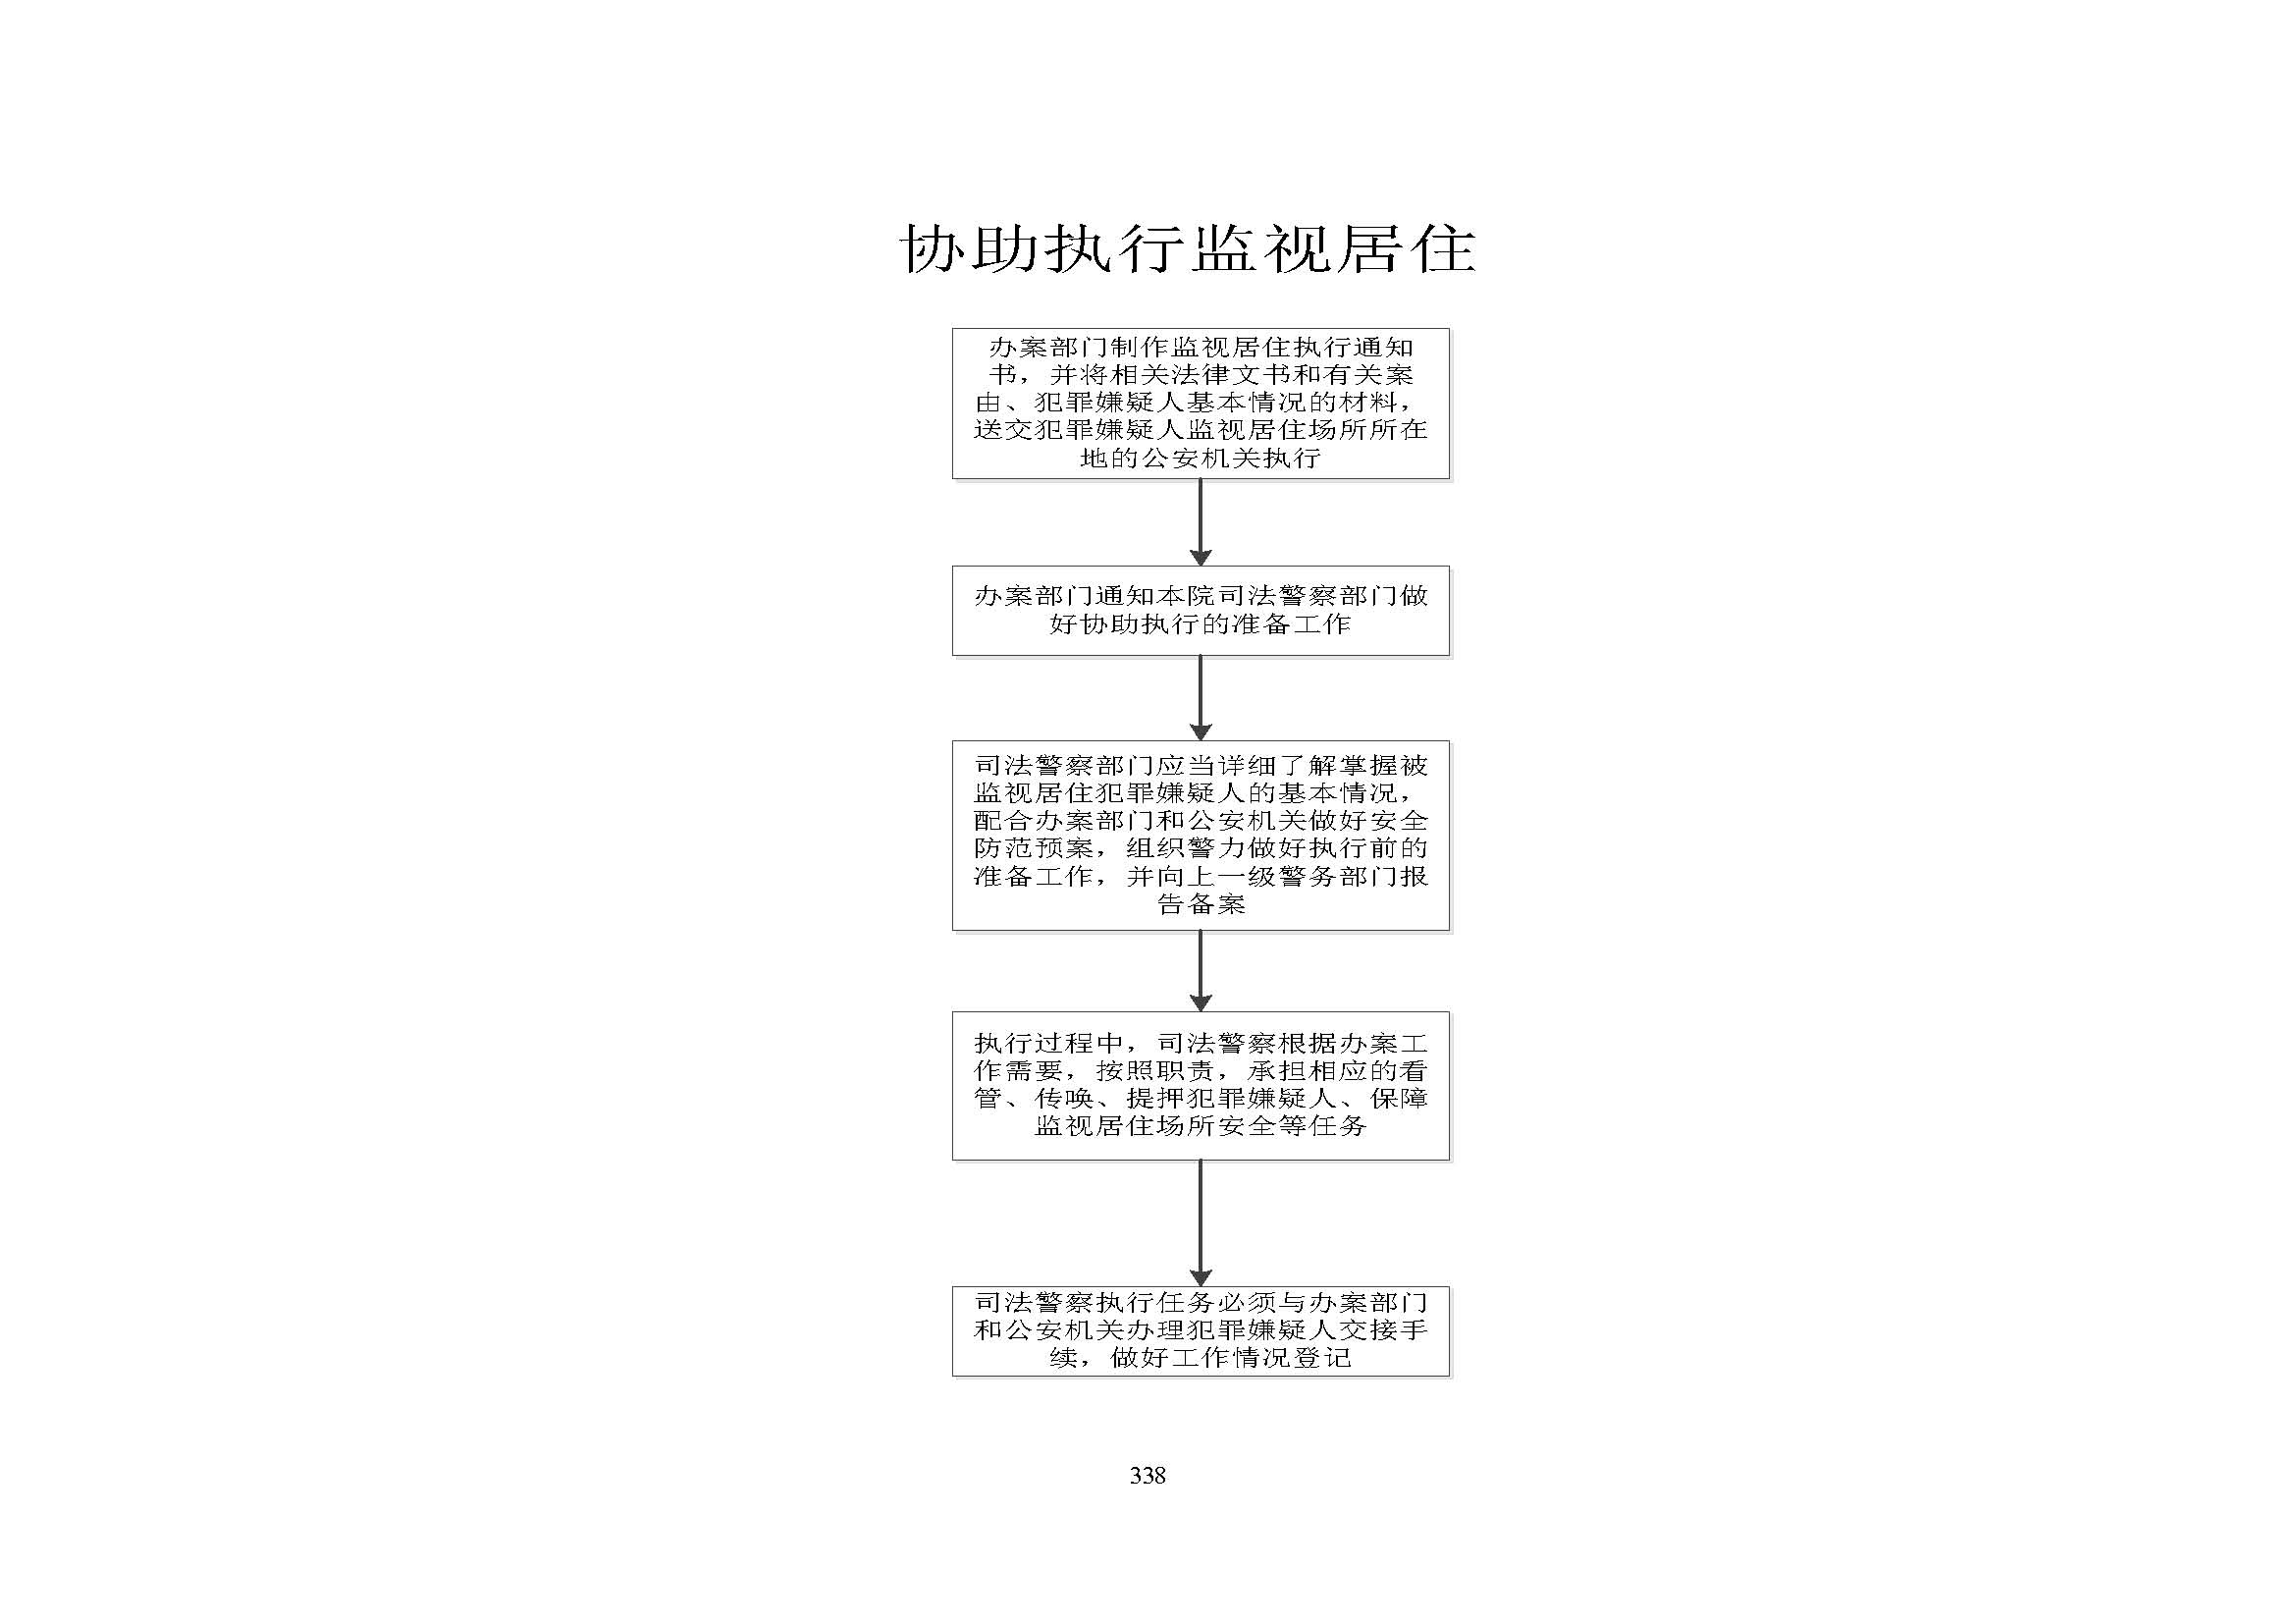 协助执行监视居住
办案部门制作监视居住执行通知
书，并将相关法律文书和有关案
由、犯罪嫌疑人基本情况的材料，
送交犯罪嫌疑人监视居住场所所在
地的公安机关执行
办案部门通知本院司法警察部门做
好协助执行的准备工作
司法警察部门应当详细了解掌握被
监视居住犯罪嫌疑人的基本情况，
配合办案部门和公安机关做好安全
防范预案，组织警力做好执行前的
准备工作，并向上一级警务部门报
告备案
执行过程中，司法警察根据办案工
作需要，按照职责，承担相应的看
管、传唤、提押犯罪嫌疑人、保障
监视居住场所安全等任务
司法警察执行任务必须与办案部门
和公安机关办理犯罪嫌疑人交接手
续，做好工作情况登记
338